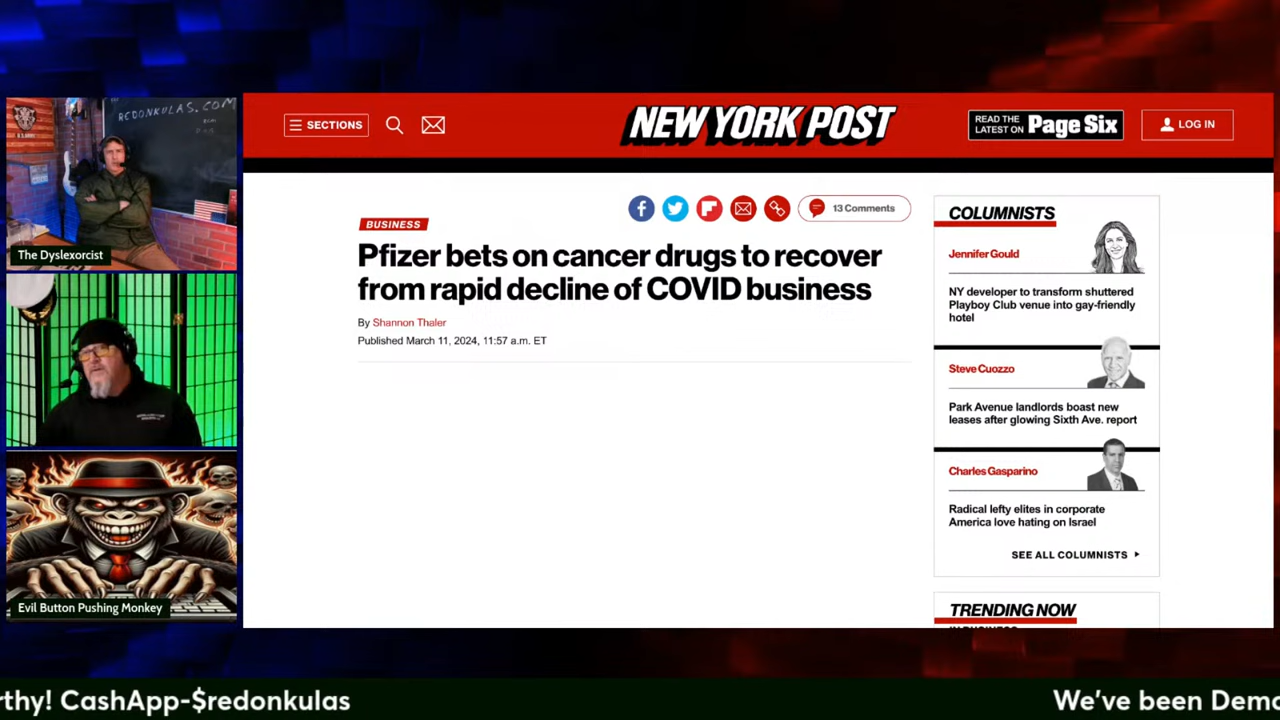 REDONKULAS.COM
The Dyslexorcist
Evil Button Pushing Monkey
SECTIONS
NEW YORK POST
READ THE
LATEST ON Page Six
LOG IN
13 Comments
BUSINESS
Pfizer bets on cancer drugs to recover
from rapid decline of COVID business
By Shannon Thaler
Published March 11, 2024, 11:57 a.m. ET
COLUMNISTS
Jennifer Gould
NY developer to transform shuttered
Playboy Club venue into gay-friendly
hotel
Steve Cuozzo
Park Avenue landlords boast new
leases after glowing Sixth Ave. report
Charles Gasparino
Radical lefty elites in corporate
America love hating on Israel
SEE ALL COLUMNISTS
TRENDING NOW
IN BUSINESS
rthy! CashApp-$redonkulas
We've been Demo